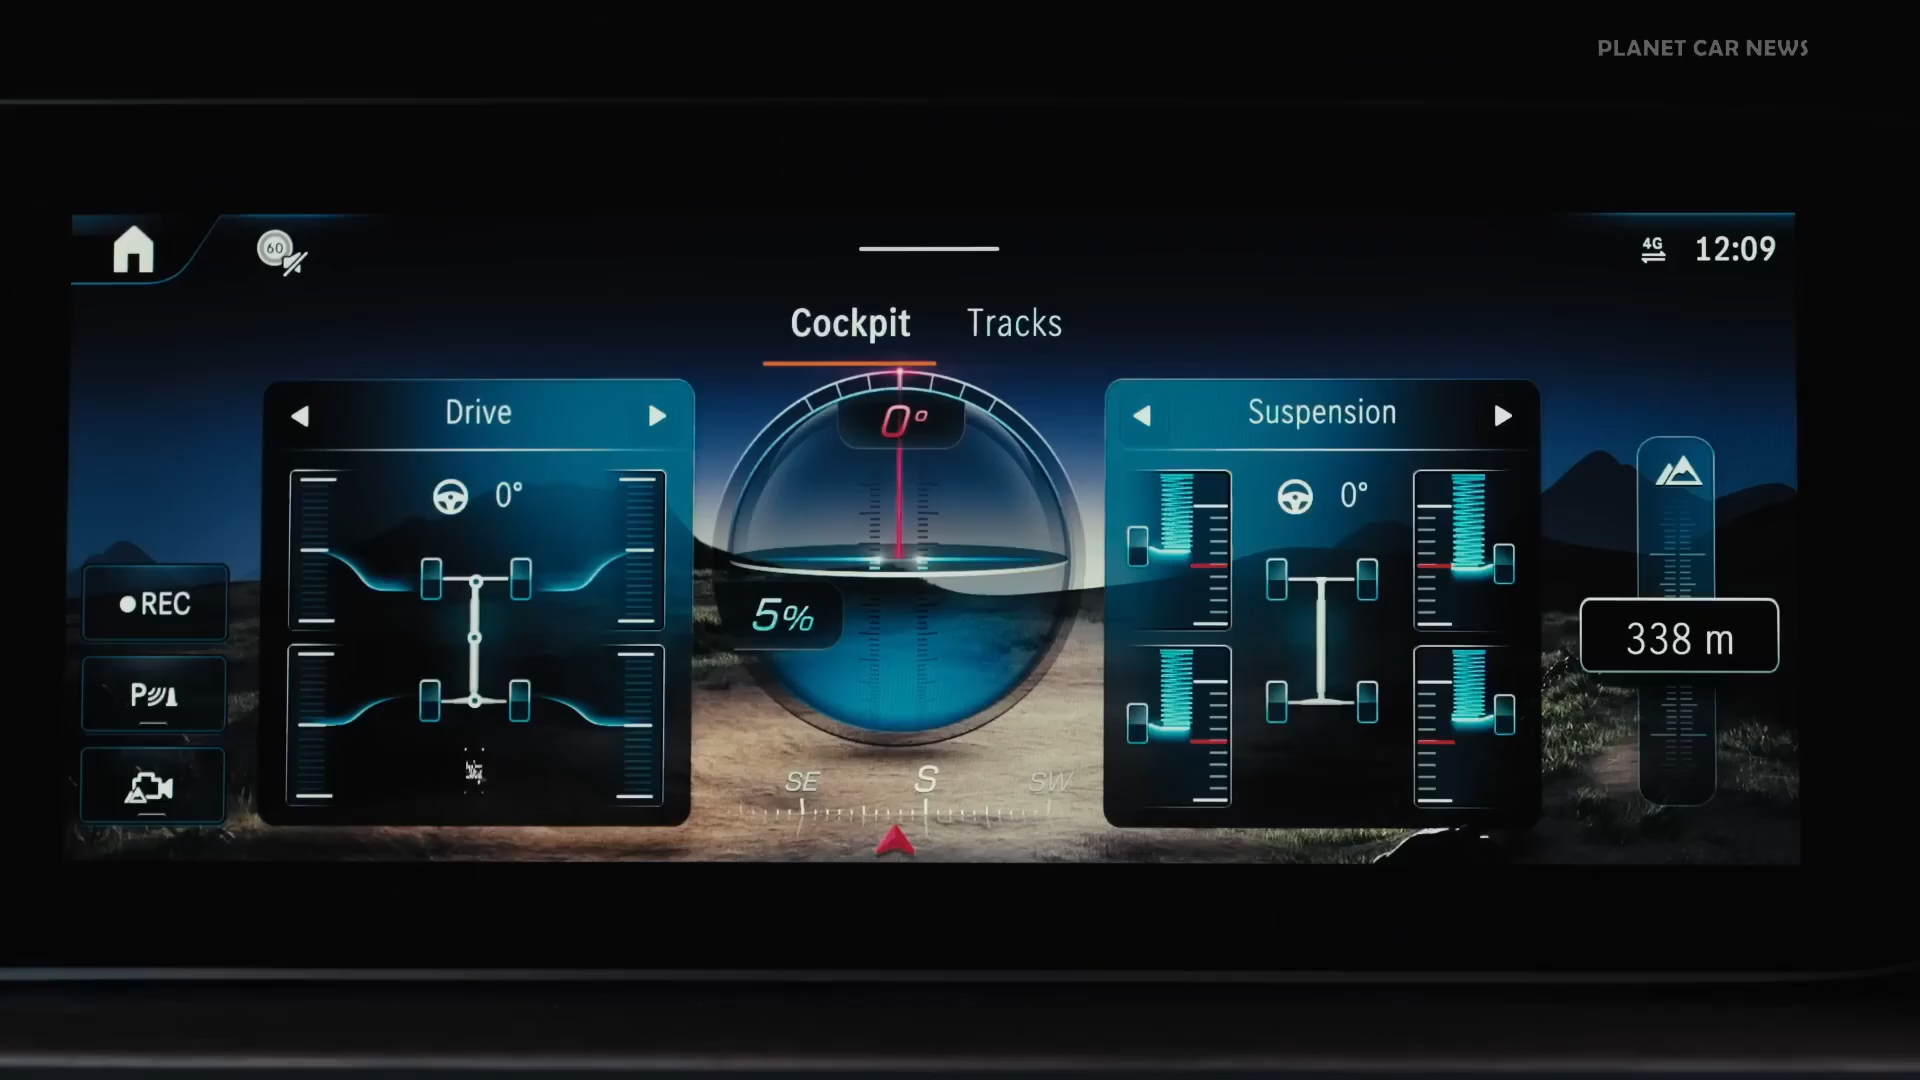 PLANET CAR NEWS
60
4G
12:09
Cockpit Tracks
Drive
0°
Suspension
0°
0°
REC
5%
338 m
P
SE S SW